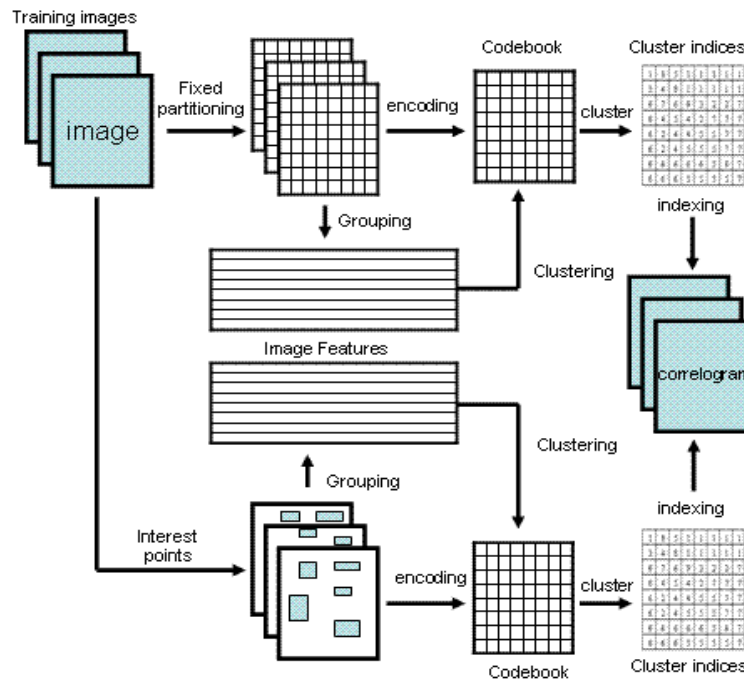 Training images
image
Fixed
partitioning
encoding
Codebook
cluster
Cluster indices
Grouping
indexing
Clustering
Image Features
correlogram
Clustering
Grouping
indexing
Interest
points
encoding
cluster
Codebook
Cluster indices